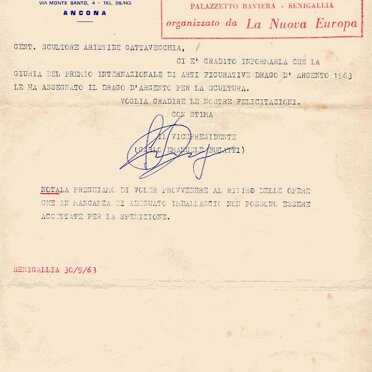 VIA MONTE SANTO, 4 - TEL. 26.143
ANCONA
PALAZZETTO BAVIERA - SENIGALLIA
organizzato da La Nuova Europa
GENT. SCULTORE ARISTIDE GATTAVECCHIA
CI E' GRADITO INFORMARLA CHE LA
GIURIA DEL PREMIO INTERNAZIONALE DI ARTI FIGURATIVE DRAGO D' ARGENTO 1963
LE HA ASSEGNATO IL DRAGO D'ARGENTO PER LA SCULTURA.
VOGLIA GRADIRE LE NOSTRE FELICITAZIONI.
CON STIMA
IL VICEPRESIDENTE
EMANUELE BUGATTI)
NOTA LA PREGHIAMO DI VOLER PROVVEDERE AL RITIRO DELLE OPERE
CHE IN MANCANZA DI ADEGUATO IMBALLAGGIO NON POSSONO ESSERE
ACCETTATE PER LA SPEDIZIONE.
SENIGALLIA 30/9/63